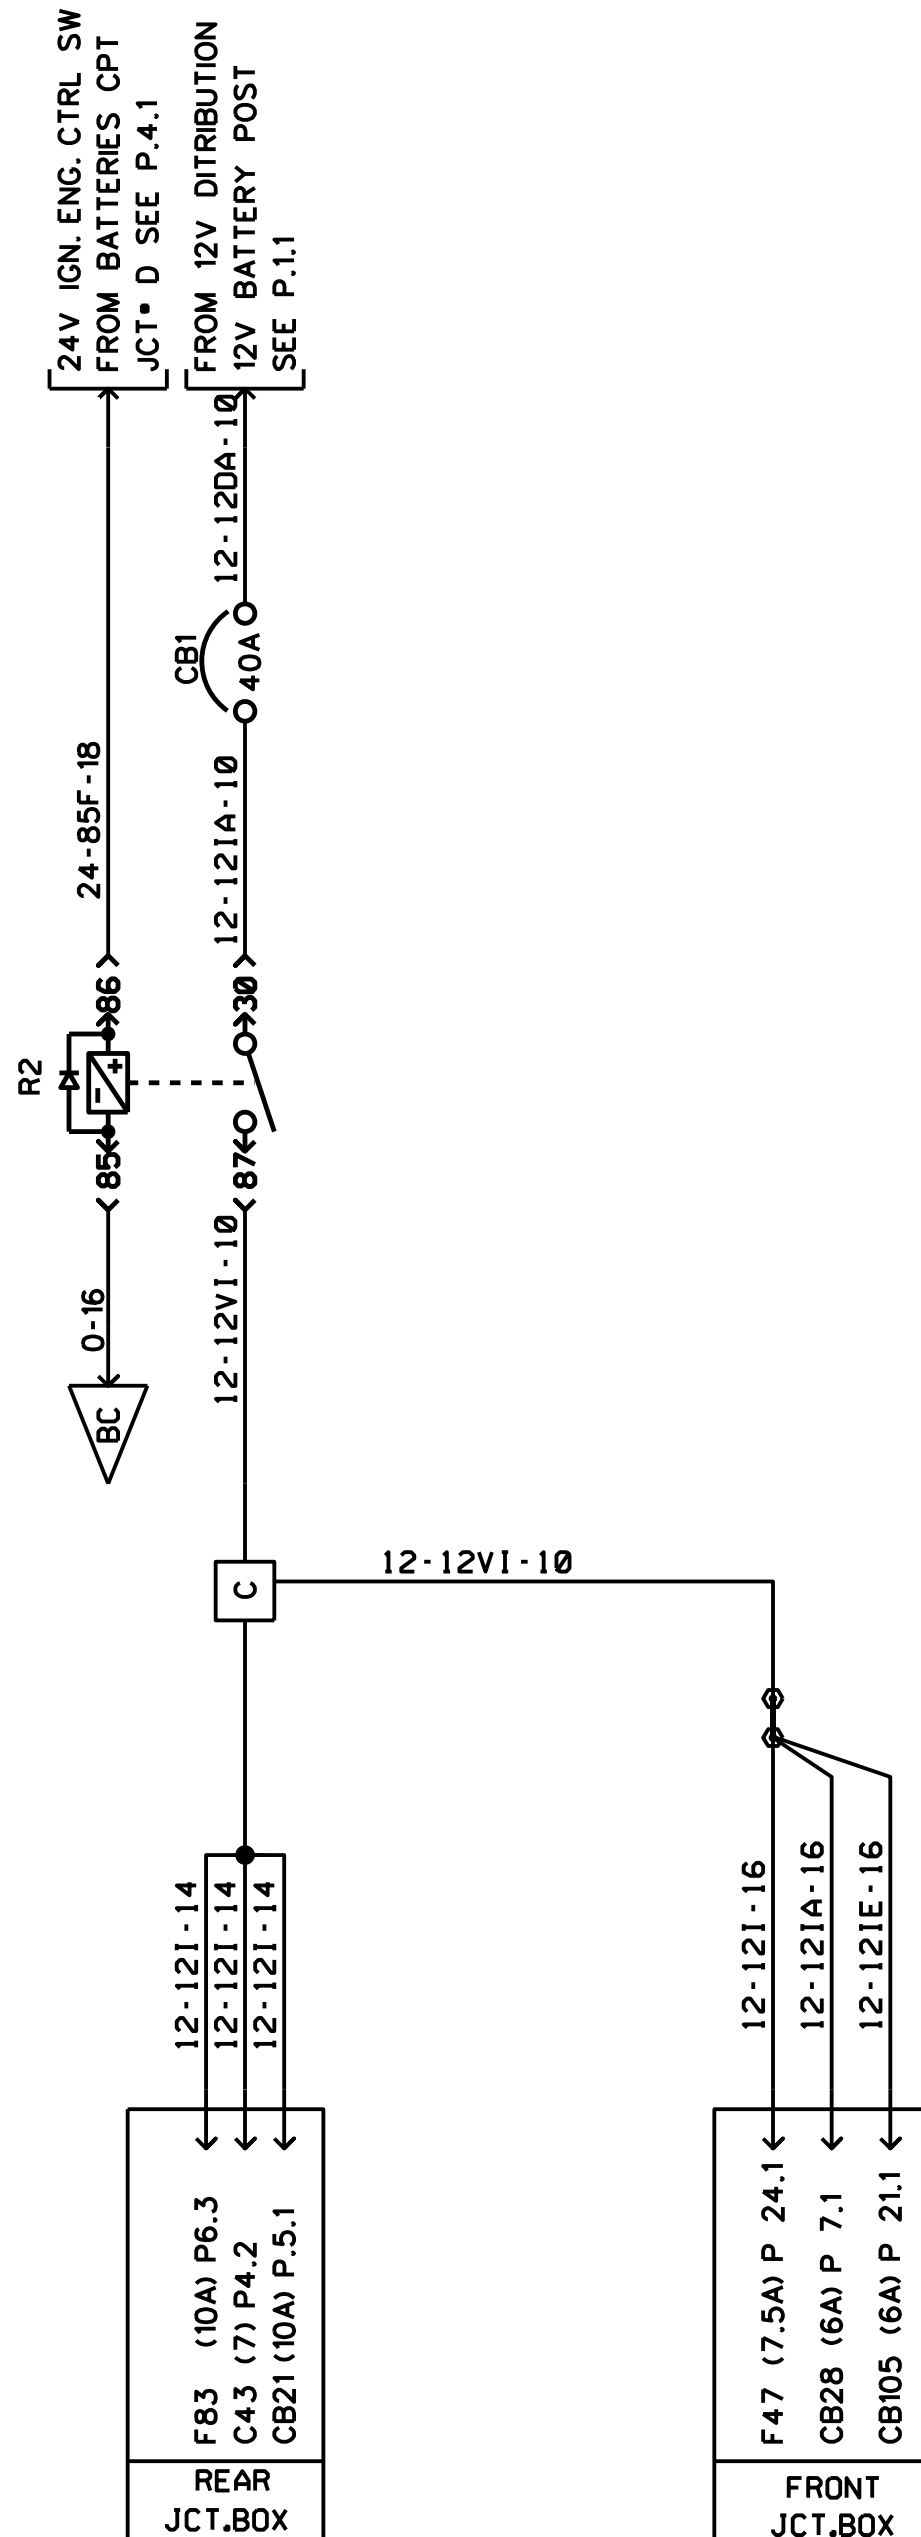 24V IGN. ENG. CTRL SW
FROM BATTERIES CPT
JCT• D SEE P.4.1
FROM 12V DITRIBUTION
12V BATTERY POST
SEE P.1.1
12-12DA-10
CB1
40A
24-85F-18
12-12IA-10
86
30
R2
- +
85
87
0-16
12-12VI-10
BC
C
12-12VI-10
12-12I-14
12-12I-14
12-12I-14
12-12I-16
12-12IA-16
12-12IE-16
F83 (10A) P6.3
C43 (7) P4.2
CB21 (10A) P.5.1
F47 (7.5A) P 24.1
CB28 (6A) P 7.1
CB105 (6A) P 21.1
REAR
JCT.BOX
FRONT
JCT.BOX